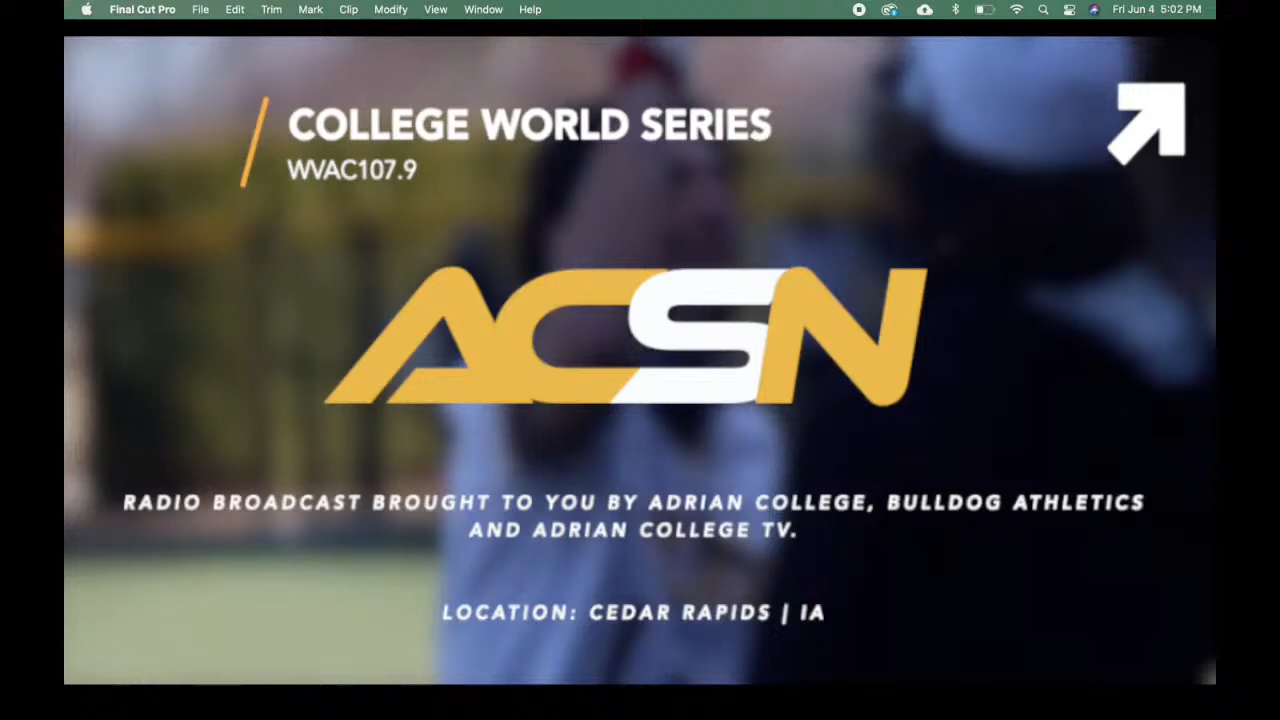 Final Cut Pro File Edit Trim Mark Clip Modify View Window Help Fri Jun 4 5:02 PM
COLLEGE WORLD SERIES
WVAC107.9
ACSN
RADIO BROADCAST BROUGHT TO YOU BY ADRIAN COLLEGE, BULLDOG ATHLETICS
AND ADRIAN COLLEGE TV.
LOCATION: CEDAR RAPIDS | IA